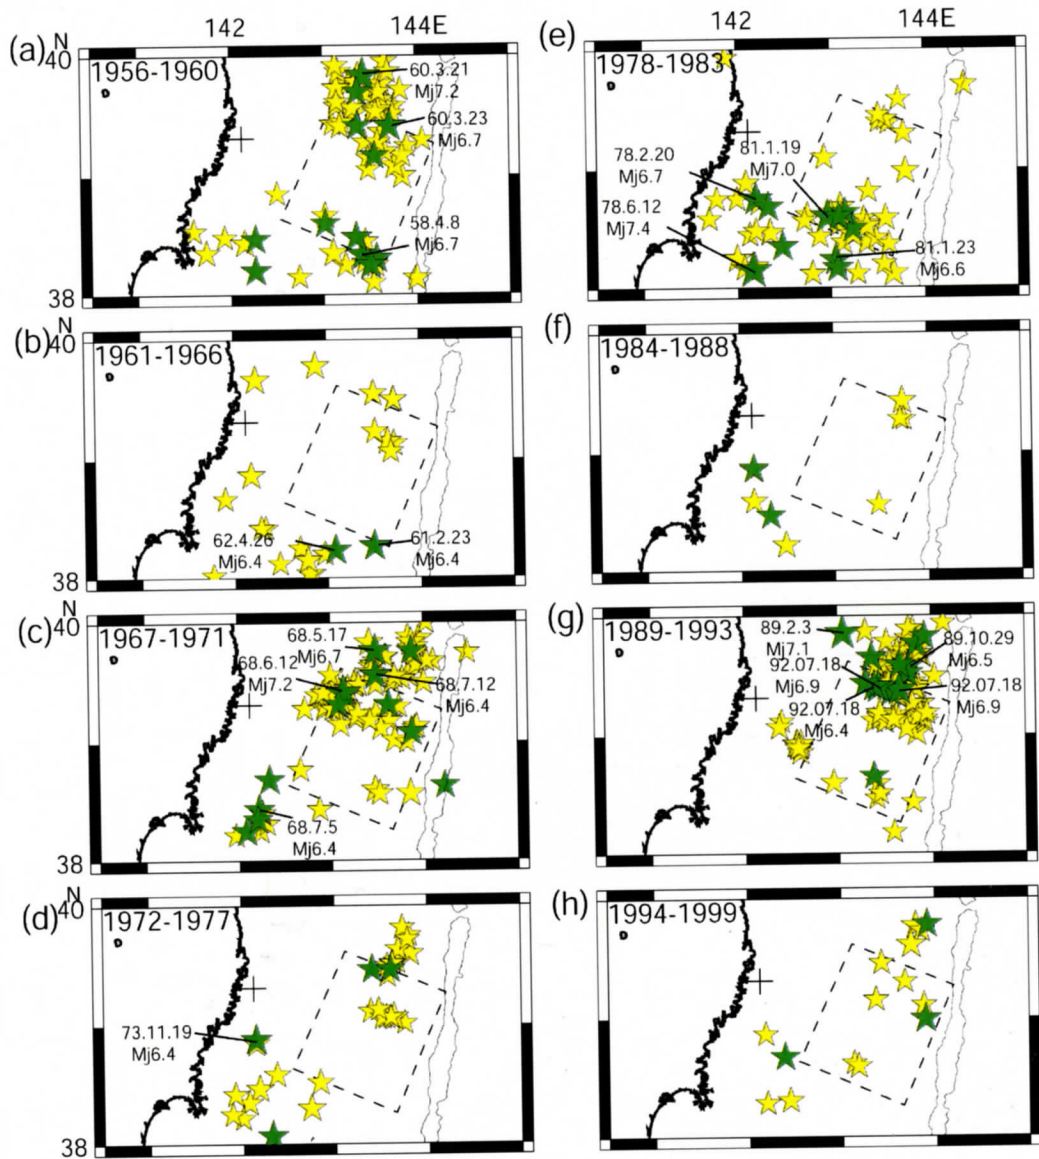 142
144E
(a)
N
40
1956-1960
60.3.21
Mj7.2
60.3.23
Mj6.7
58.4.8
Mj6.7
38
(b)
N
40
1961-1966
62.4.26
Mj6.4
61.2.23
Mj6.4
38
(c)
N
40
1967-1971
68.5.17
Mj6.7
68.6.12
Mj7.2
68.7.12
Mj6.4
68.7.5
Mj6.4
38
(d)
N
40
1972-1977
73.11.19
Mj6.4
38
142
144E
(e)
1978-1983
78.2.20
Mj6.7
81.1.19
Mj7.0
78.6.12
Mj7.4
81.1.23
Mj6.6
(f)
1984-1988
(g)
1989-1993
89.2.3
Mj7.1
89.10.29
Mj6.5
92.07.18
Mj6.9
92.07.18
Mj6.9
92.07.18
Mj6.4
(h)
1994-1999